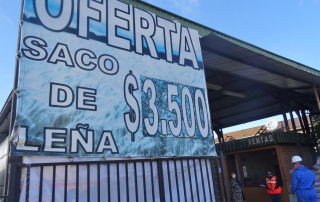 OFERTA
SACO
DE
LEÑA
$3.500
VENTAS